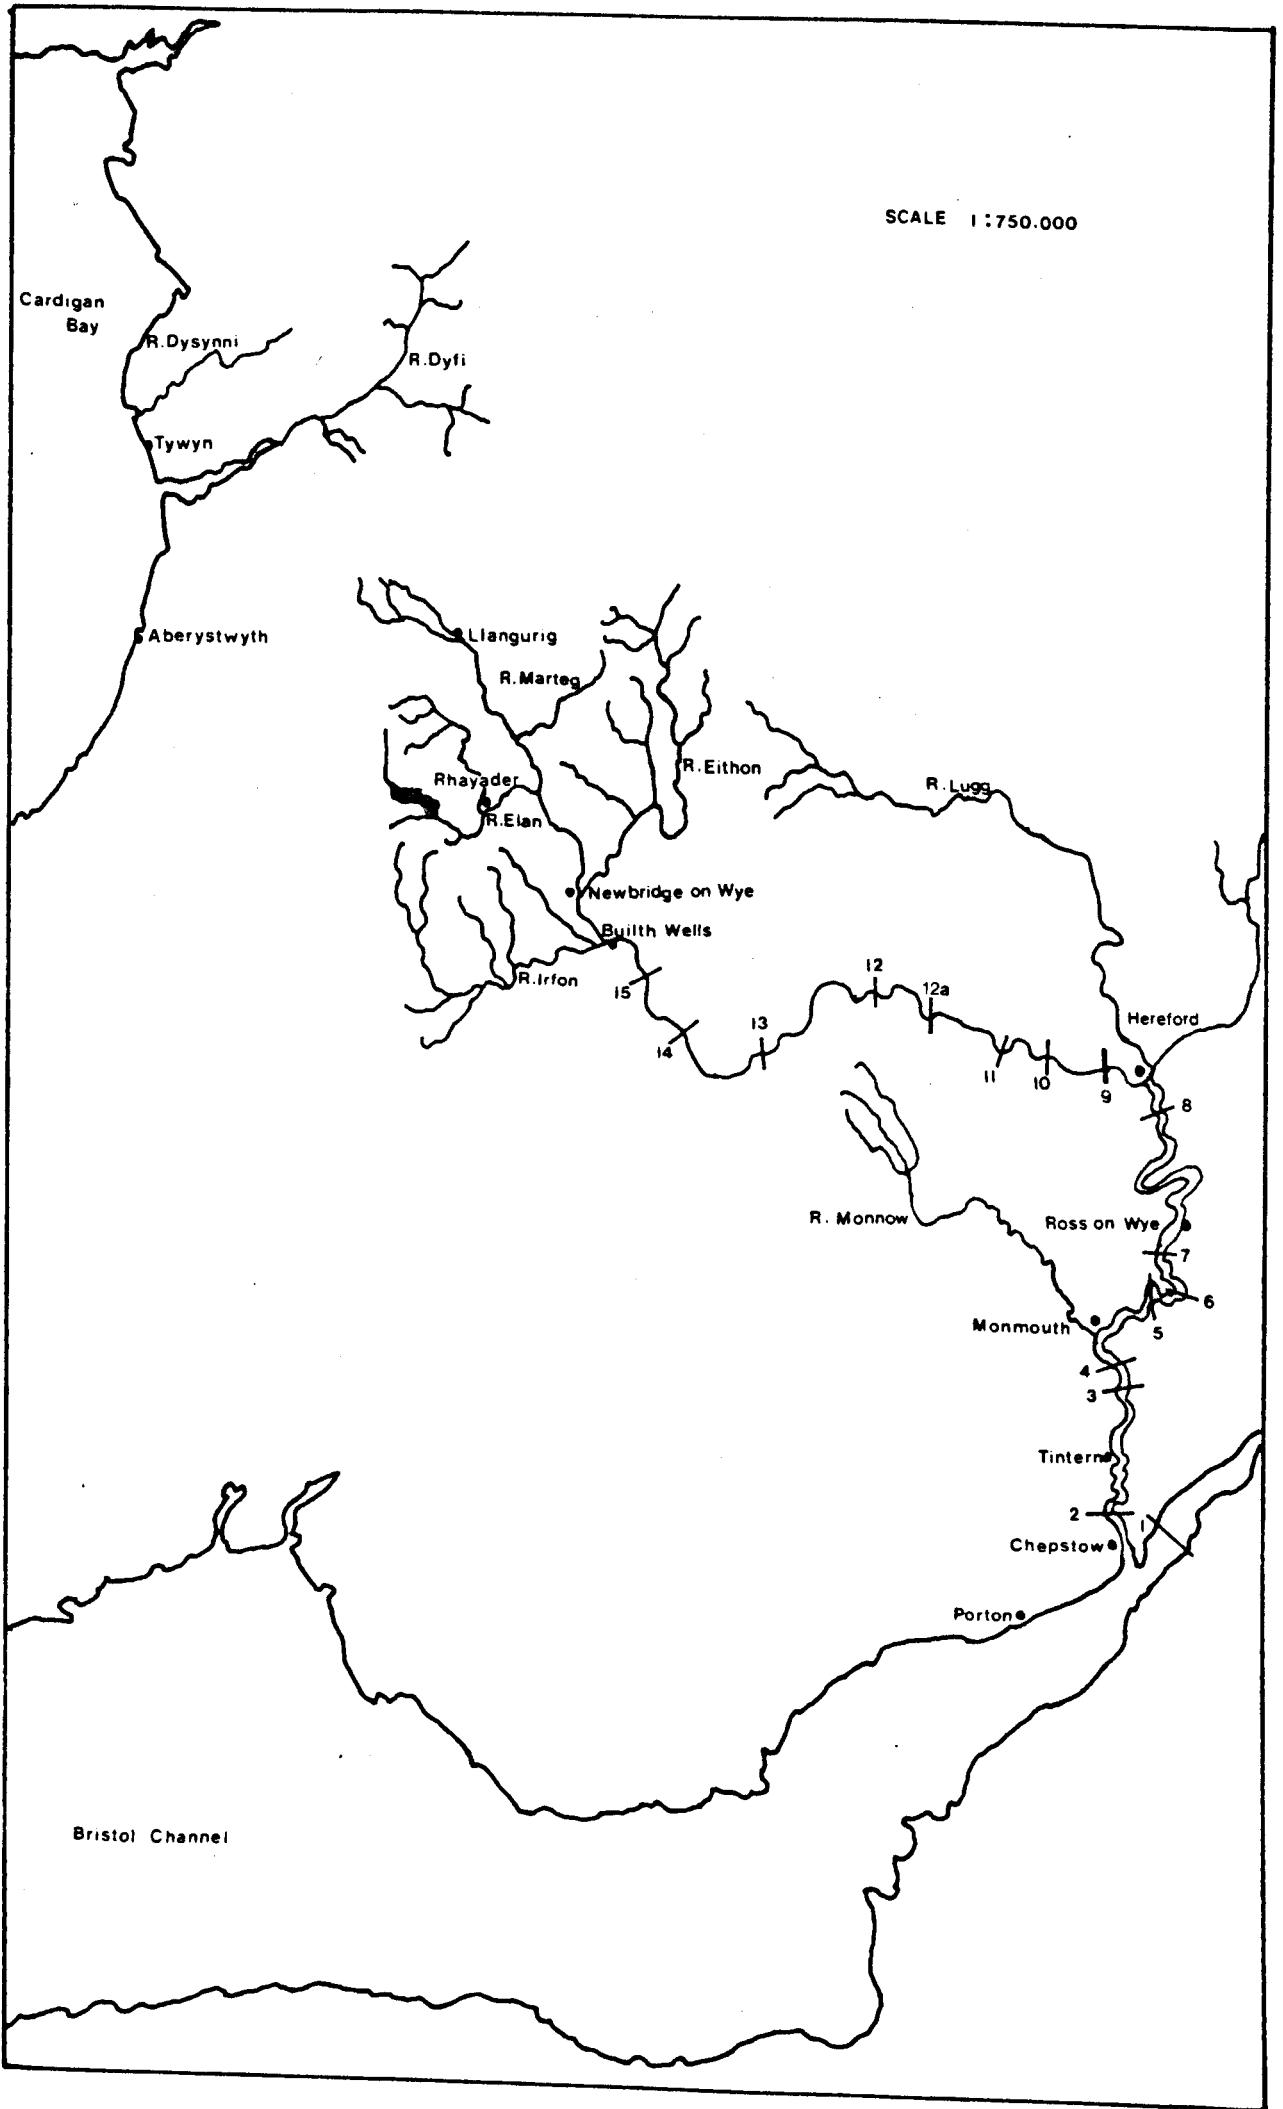 SCALE 1:750.000
Cardigan
Bay
R.Dysynni
R.Dyfi
Tywyn
Aberystwyth
Llangurig
R.Marteg
R.Eithon
Rhayader
R.Elan
R.Lugg
Newbridge on Wye
Builth Wells
R.Irfon
15
14
13
12
12a
11
10
9
Hereford
8
R. Monnow
Ross on Wye
7
6
5
Monmouth
4
3
Tintern
2
1
Chepstow
Porton
Bristol Channel